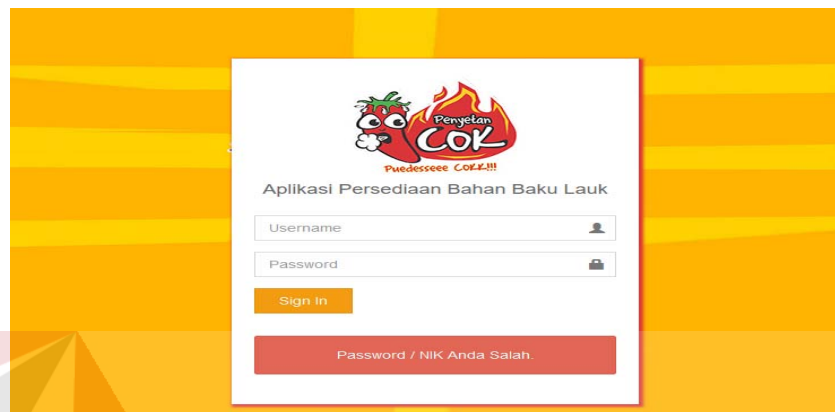 Penyetan
COK
Puedesseee COKK!!!
Aplikasi Persediaan Bahan Baku Lauk
Username
Password
Sign In
Password / NIK Anda Salah.